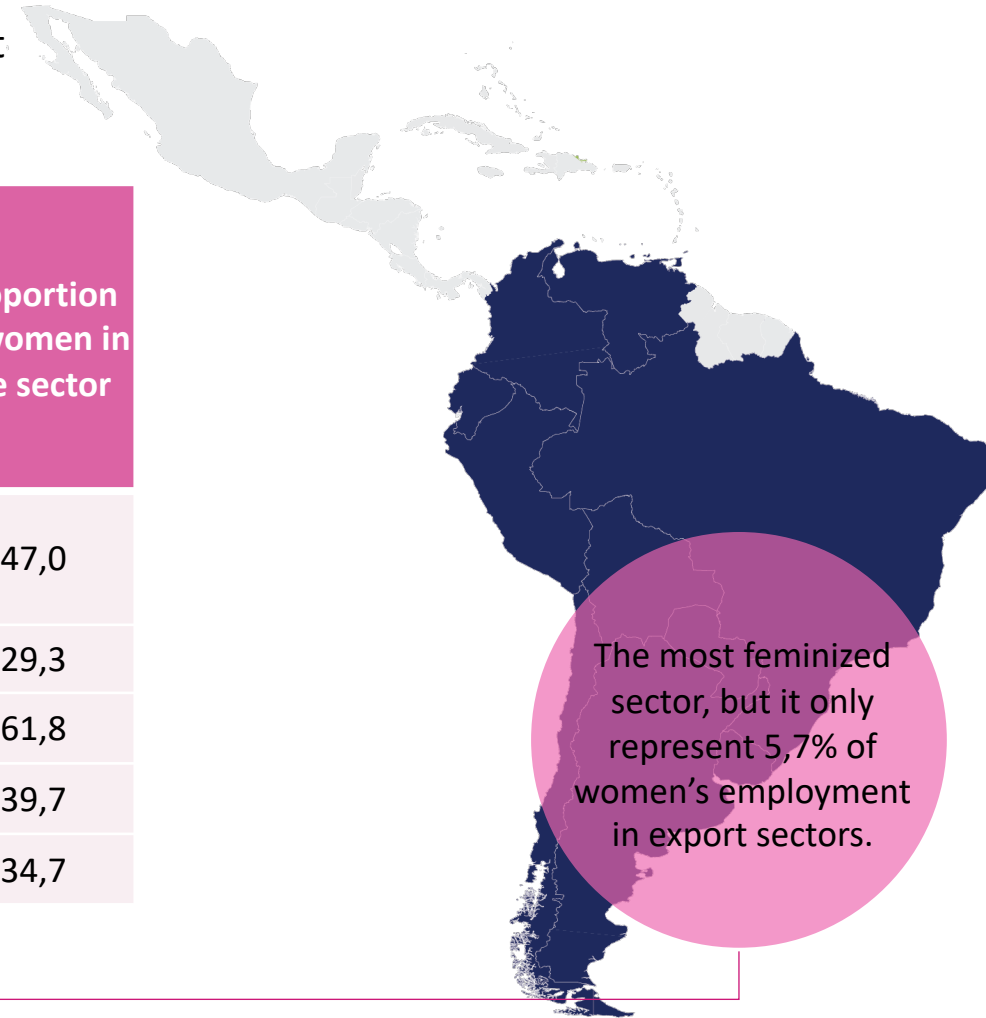 t
portion
women in
e sector
47,0
29,3
61,8
39,7
34,7
The most feminized
sector, but it only
represent 5,7% of
women’s employment
in export sectors.